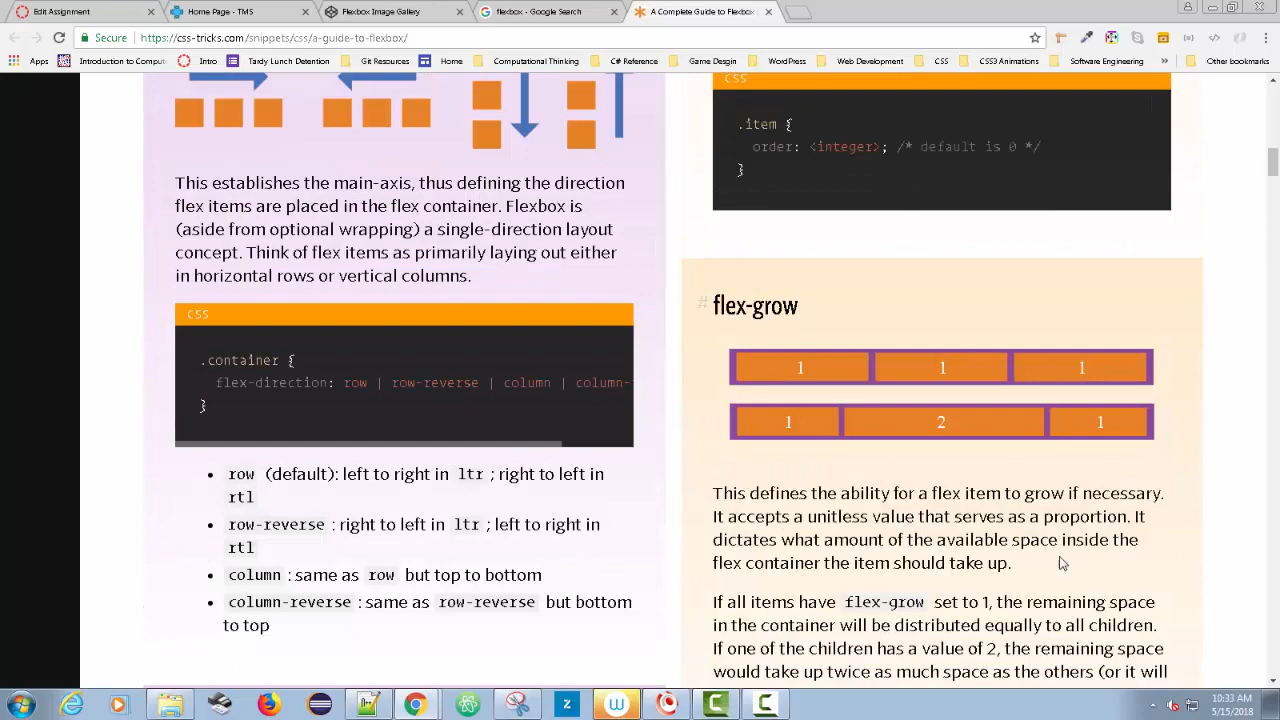 Edit Assignment
Home Page - TMS
Flexbox Image Gallery
flexbox - Google Search
A Complete Guide to Flexbox
Secure
https://css-tricks.com/snippets/css/a-guide-to-flexbox/
Apps
Introduction to Compu
Intro
Tardy Lunch Detention
Git Resources
Home
Computational Thinking
C# Reference
Game Desgin
WordPress
Web Development
CSS
CSS3 Animations
Software Engineering
»
Other bookmarks
This establishes the main-axis, thus defining the direction
flex items are placed in the flex container. Flexbox is
(aside from optional wrapping) a single-direction layout
concept. Think of flex items as primarily laying out either
in horizontal rows or vertical columns.
CSS
.container {
flex-direction: row | row-reverse | column | column-
}
row (default): left to right in ltr ; right to left in
rtl
row-reverse : right to left in ltr ; left to right in
rtl
column : same as row but top to bottom
column-reverse : same as row-reverse but bottom
to top
CSS
.item {
order: <integer>; /* default is 0 */
}
# flex-grow
1 1 1
1 2 1
This defines the ability for a flex item to grow if necessary.
It accepts a unitless value that serves as a proportion. It
dictates what amount of the available space inside the
flex container the item should take up.
If all items have flex-grow set to 1, the remaining space
in the container will be distributed equally to all children.
If one of the children has a value of 2, the remaining space
would take up twice as much space as the others (or it will
10:33 AM
5/15/2018